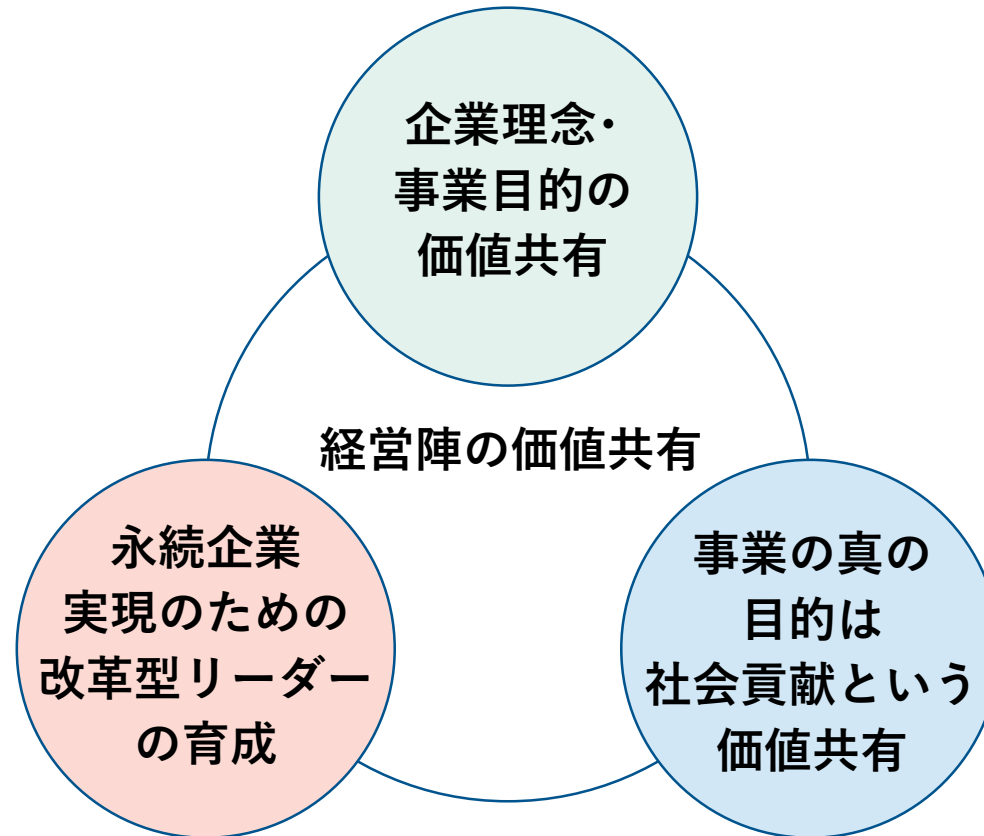 企業理念・
事業目的の
価値共有
経営陣の価値共有
永続企業
実現のための
改革型リーダー
の育成
事業の真の
目的は
社会貢献という
価値共有